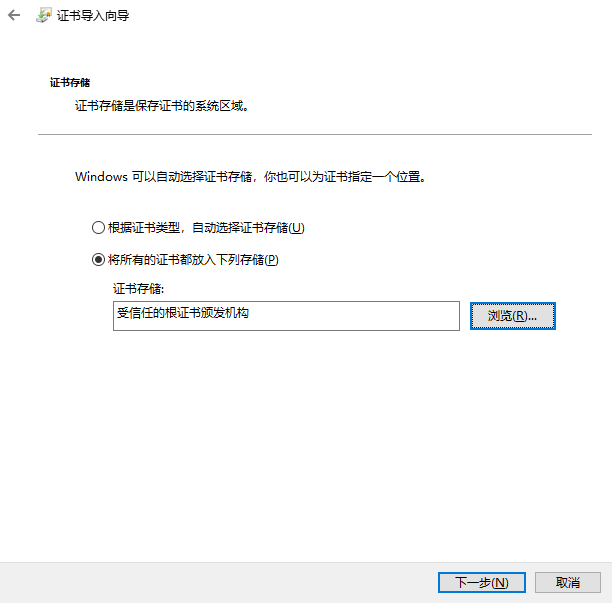 证书导入向导
证书存储
证书存储是保存证书的系统区域。
Windows 可以自动选择证书存储，你也可以为证书指定一个位置。
根据证书类型，自动选择证书存储(U)
将所有的证书都放入下列存储(P)
证书存储:
受信任的根证书颁发机构
浏览(R)...
下一步(N)
取消